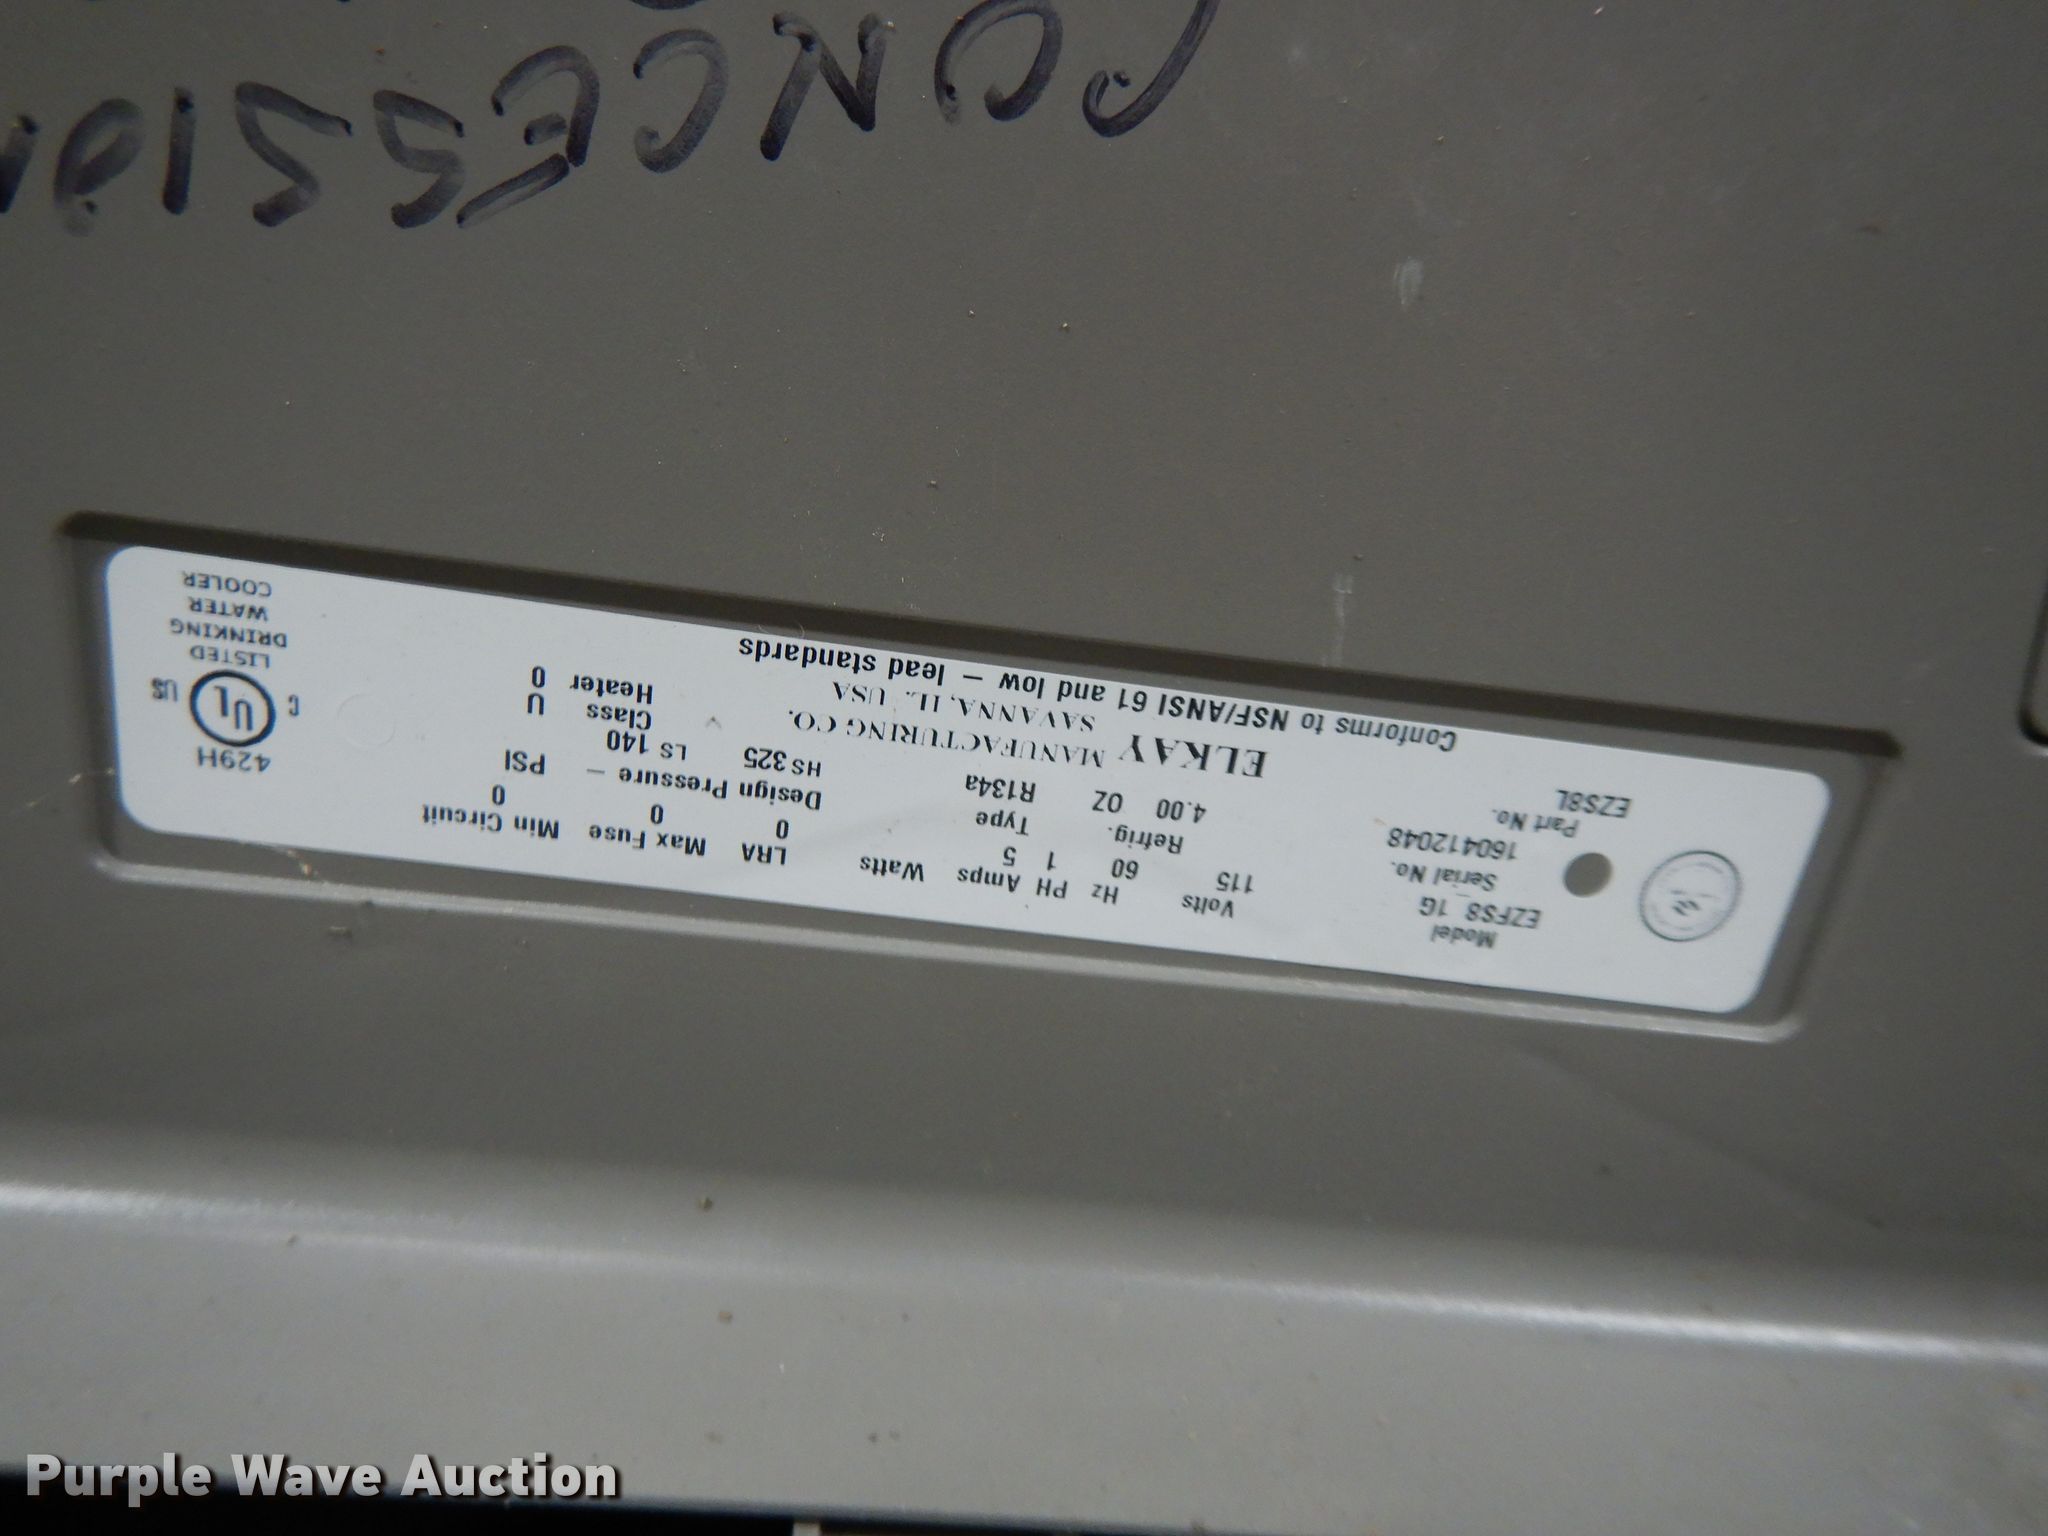 Model
EZFS8_1G
Serial No.
160412048
Part No.
EZS8L
Volts Hz PH Amps Watts
115 60 1 5
Refrig. Type
4.00 OZ R134a
LRA Max Fuse Min Circuit
0 0 0
Design Pressure - PSI
HS 325 LS 140
Class U
Heater 0
ELKAY MANUFACTURING CO.
SAVANNA, IL. USA
Conforms to NSF/ANSI 61 and low - lead standards
429H
C UL US
LISTED
DRINKING
WATER
COOLER
CONCESSION
Purple Wave Auction